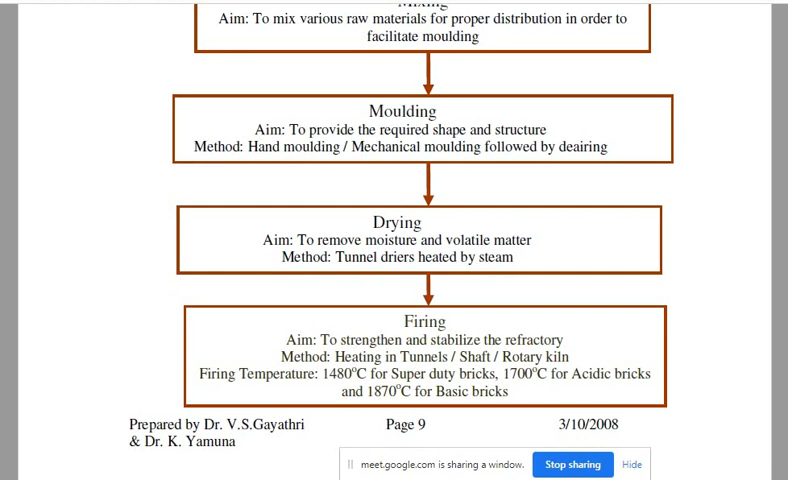 Mixing
Aim: To mix various raw materials for proper distribution in order to
facilitate moulding
Moulding
Aim: To provide the required shape and structure
Method: Hand moulding / Mechanical moulding followed by deairing
Drying
Aim: To remove moisture and volatile matter
Method: Tunnel driers heated by steam
Firing
Aim: To strengthen and stabilize the refractory
Method: Heating in Tunnels / Shaft / Rotary kiln
Firing Temperature: 1480°C for Super duty bricks, 1700°C for Acidic bricks
and 1870°C for Basic bricks
Prepared by Dr. V.S.Gayathri Page 9 3/10/2008
& Dr. K. Yamuna
meet.google.com is sharing a window. Stop sharing Hide